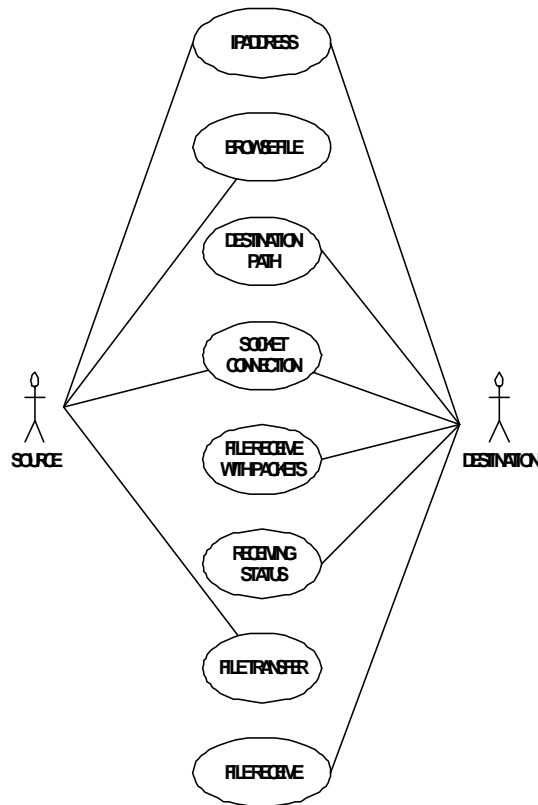 IPADDRESS
BROWSEFILE
DESTINATION
PATH
SOCKET
CONNECTION
SOURCE
DESTINATION
FILERECEIVE
WITHPACKETS
RECEIVING
STATUS
FILETRANSFER
FILERECEIVE